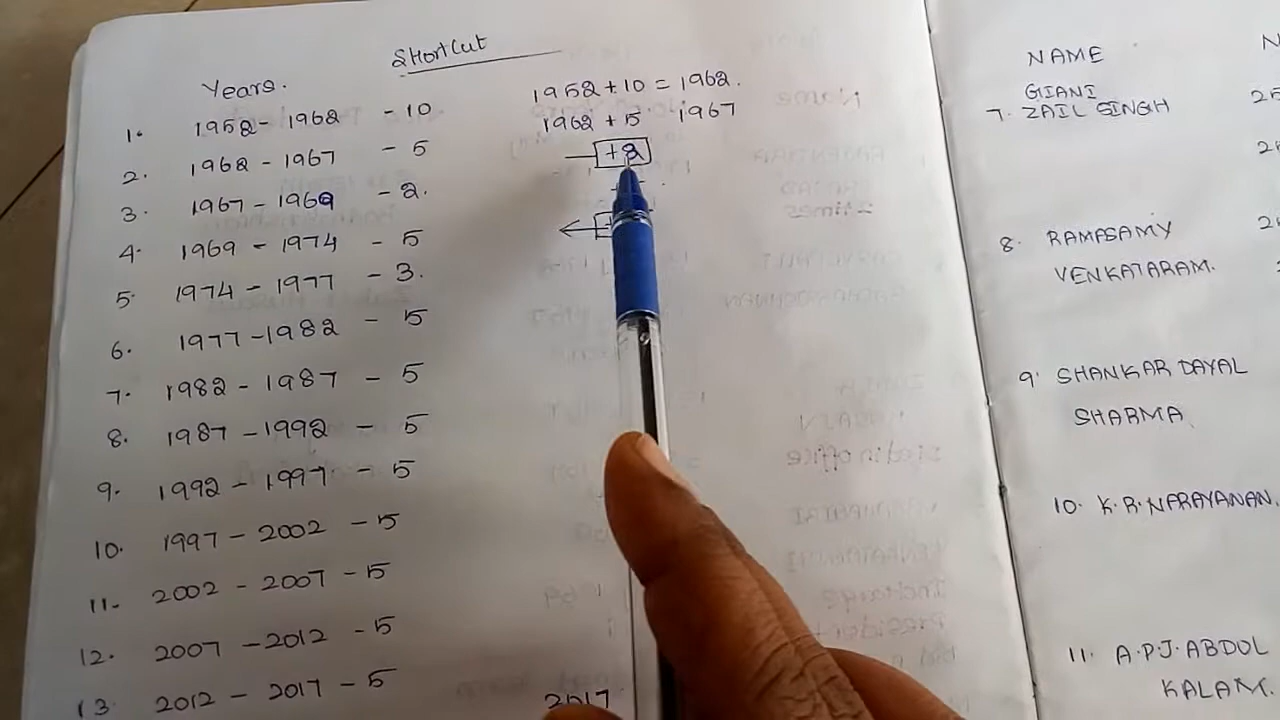 Shortcut
Years.
1. 1952 - 1962 - 10
2. 1962 - 1967 - 5
3. 1967 - 1969 - 2.
4. 1969 - 1974 - 5
5. 1974 - 1977 - 3.
6. 1977 - 1982 - 5
7. 1982 - 1987 - 5
8. 1987 - 1992 - 5
9. 1992 - 1997 - 5
10. 1997 - 2002 - 5
11. 2002 - 2007 - 5
12. 2007 - 2012 - 5
13 2012 - 2017 - 5
1952 + 10 = 1962.
1962 + 5 1967
+2
2017
NAME
7. GIANI
ZAIL SINGH
8. RAMASAMY
VENKATARAM.
9. SHANKAR DAYAL
SHARMA
10. K.R.NARAYANAN.
11. A.P.J. ABDUL
KALAM.